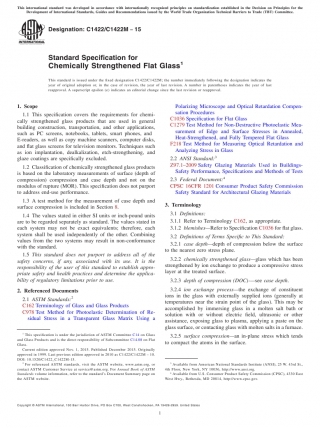 This international standard was developed in accordance with internationally recognized principles on standardization established in the Decision on Principles for the
Development of International Standards, Guides and Recommendations issued by the World Trade Organization Technical Barriers to Trade (TBT) Committee.
Designation: C1422/C1422M − 15
Standard Specification for
Chemically Strengthened Flat Glass1
This standard is issued under the fixed designation C1422/C1422M; the number immediately following the designation indicates the
year of original adoption or, in the case of revision, the year of last revision. A number in parentheses indicates the year of last
reapproval. A superscript epsilon (ε) indicates an editorial change since the last revision or reapproval.
1. Scope
1.1 This specification covers the requirements for chemi-
cally strengthened glass products that are used in general
building construction, transportation, and other applications,
such as PC screens, notebooks, tablets, smart phones, and
E-readers, as well as copy machine scanners, computer disks,
and flat glass screens for television monitors. Techniques such
as ion implantation, dealkalization, etch-strengthening, and
glaze coatings are specifically excluded.
1.2 Classification of chemically strengthened glass products
is based on the laboratory measurements of surface (depth of
compression) compression and case depth and not on the
modulus of rupture (MOR). This specification does not purport
to address end-use performance.
1.3 A test method for the measurement of case depth and
surface compression is included in Section 8.
1.4 The values stated in either SI units or inch-pound units
are to be regarded separately as standard. The values stated in
each system may not be exact equivalents; therefore, each
system shall be used independently of the other. Combining
values from the two systems may result in non-conformance
with the standard.
1.5 This standard does not purport to address all of the
safety concerns, if any, associated with its use. It is the
responsibility of the user of this standard to establish appro-
priate safety and health practices and determine the applica-
bility of regulatory limitations prior to use.
2. Referenced Documents
2.1 ASTM Standards:2
C162 Terminology of Glass and Glass Products
C978 Test Method for Photoelastic Determination of Re-
sidual Stress in a Transparent Glass Matrix Using a
Polarizing Microscope and Optical Retardation Compen-
sation Procedures
C1036 Specification for Flat Glass
C1279 Test Method for Non-Destructive Photoelastic Mea-
surement of Edge and Surface Stresses in Annealed,
Heat-Strengthened, and Fully Tempered Flat Glass
F218 Test Method for Measuring Optical Retardation and
Analyzing Stress in Glass
2.2 ANSI Standard:3
Z97.1–2009 Safety Glazing Materials Used in Buildings–
Safety Performance, Specifications and Methods of Tests
2.3 Federal Document:4
CPSC 16CFR 1201 Consumer Product Safety Commission
Safety Standard for Architectural Glazing Materials
3. Terminology
3.1 Definitions:
3.1.1 Refer to Terminology C162, as appropriate.
3.1.2 blemishes—Refer to Specification C1036 for flat glass.
3.2 Definitions of Terms Specific to This Standard:
3.2.1 case depth—depth of compression below the surface
to the nearest zero stress plane.
3.2.2 chemically strengthened glass—glass which has been
strengthened by ion exchange to produce a compressive stress
layer at the treated surface.
3.2.3 depth of compression (DOC)—see case depth.
3.2.4 ion exchange process—the exchange of constituent
ions in the glass with externally supplied ions (generally at
temperatures near the strain point of the glass). This may be
accomplished by immersing glass in a molten salt bath or
solution with or without electric field, ultrasonic or other
assistance, exposing glass to plasma, applying a paste on the
glass surface, or contacting glass with molten salts in a furnace.
3.2.5 surface compression—an in-plane stress which tends
to compact the atoms in the surface.
1 This specification is under the jurisdiction of ASTM Committee C14 on Glass
and Glass Products and is the direct responsibility of Subcommittee C14.08 on Flat
Glass.
Current edition approved Nov. 1, 2015. Published December 2015. Originally
approved in 1999. Last previous edition approved in 2010 as C1422/C1422M – 10.
DOI: 10.1520/C1422_C1422M-15.
2 For referenced ASTM standards, visit the ASTM website, www.astm.org, or
contact ASTM Customer Service at service@astm.org. For Annual Book of ASTM
Standards volume information, refer to the standard's Document Summary page on
the ASTM website.
3 Available from American National Standards Institute (ANSI), 25 W. 43rd St.,
4th Floor, New York, NY 10036, http://www.ansi.org.
4 Available from U.S. Consumer Product Safety Commission (CPSC), 4330 East
West Hwy., Bethesda, MD 20814, http://www.cpsc.gov.
Copyright © ASTM International, 100 Barr Harbor Drive, PO Box C700, West Conshohocken, PA 19428-2959. United States
1